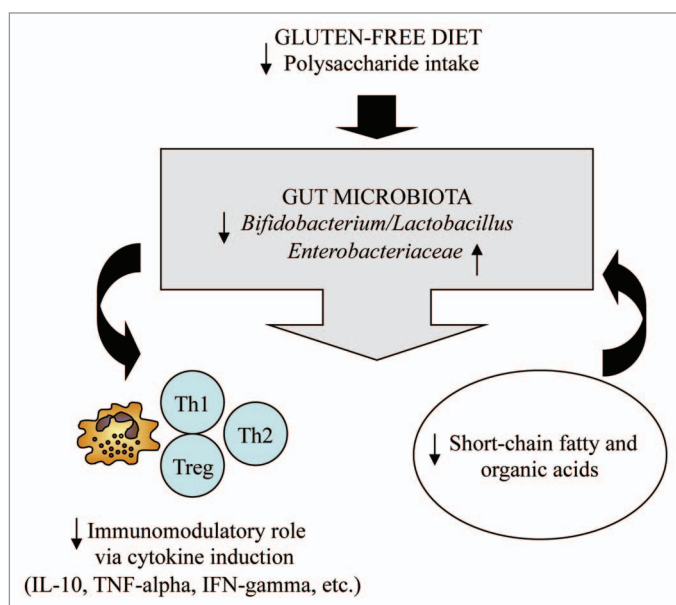 GLUTEN-FREE DIET
↓ Polysaccharide intake
GUT MICROBIOTA
↓ Bifidobacterium/Lactobacillus
Enterobacteriaceae ↑
Th1
Th2
Treg
↓ Short-chain fatty and
organic acids
↓ Immunomodulatory role
via cytokine induction
(IL-10, TNF-alpha, IFN-gamma, etc.)